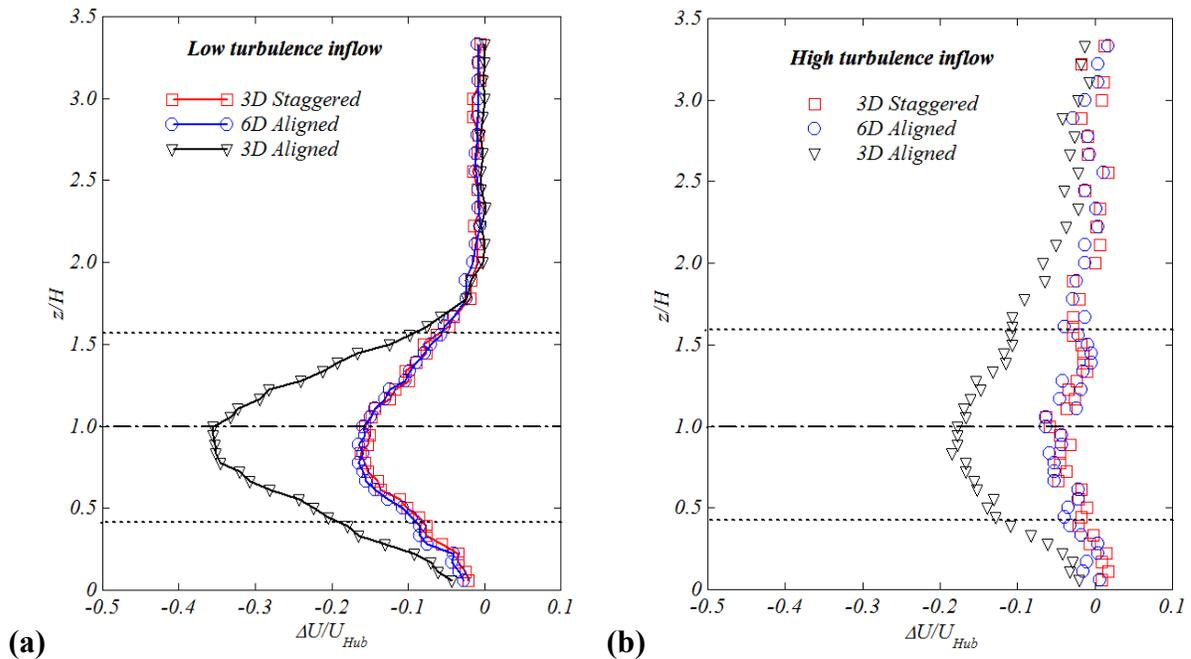 3.5
Low turbulence inflow
3.0
3D Staggered
6D Aligned
3D Aligned
2.5
2.0
z/H
1.5
1.0
0.5
0
-0.5 -0.4 -0.3 -0.2 -0.1 0 0.1
ΔU/U_Hub
(a)
3.5
High turbulence inflow
3.0
3D Staggered
6D Aligned
3D Aligned
2.5
2.0
z/H
1.5
1.0
0.5
0
-0.5 -0.4 -0.3 -0.2 -0.1 0 0.1
ΔU/U_Hub
(b)